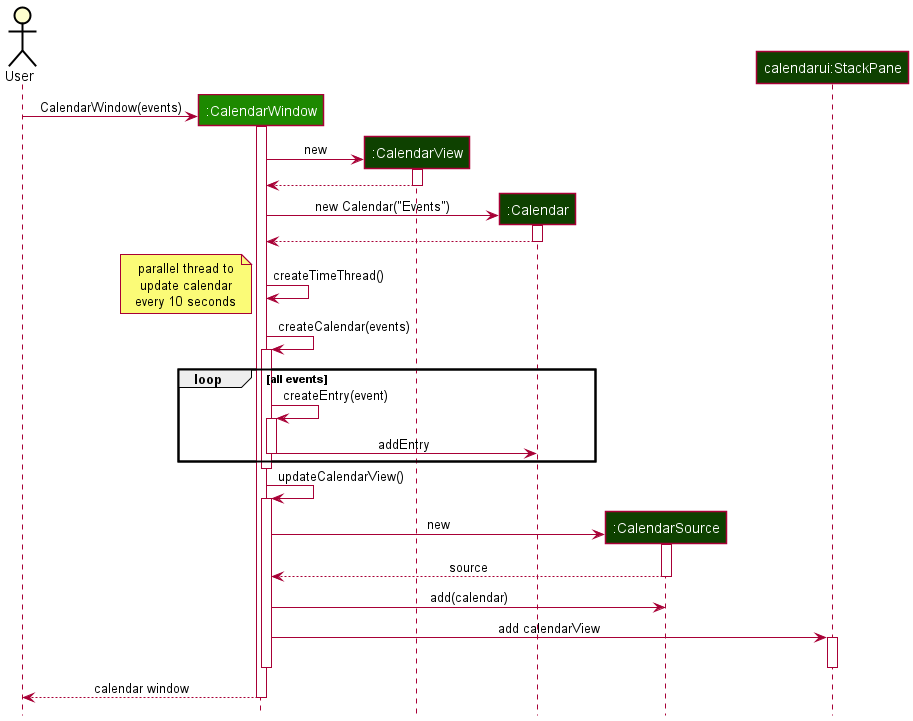 User
calendarui:StackPane
CalendarWindow(events)
:CalendarWindow
new
:CalendarView
new Calendar("Events")
:Calendar
parallel thread to
update calendar
every 10 seconds
createTimeThread()
createCalendar(events)
loop
[all events]
createEntry(event)
addEntry
updateCalendarView()
new
:CalendarSource
source
add(calendar)
add calendarView
calendar window